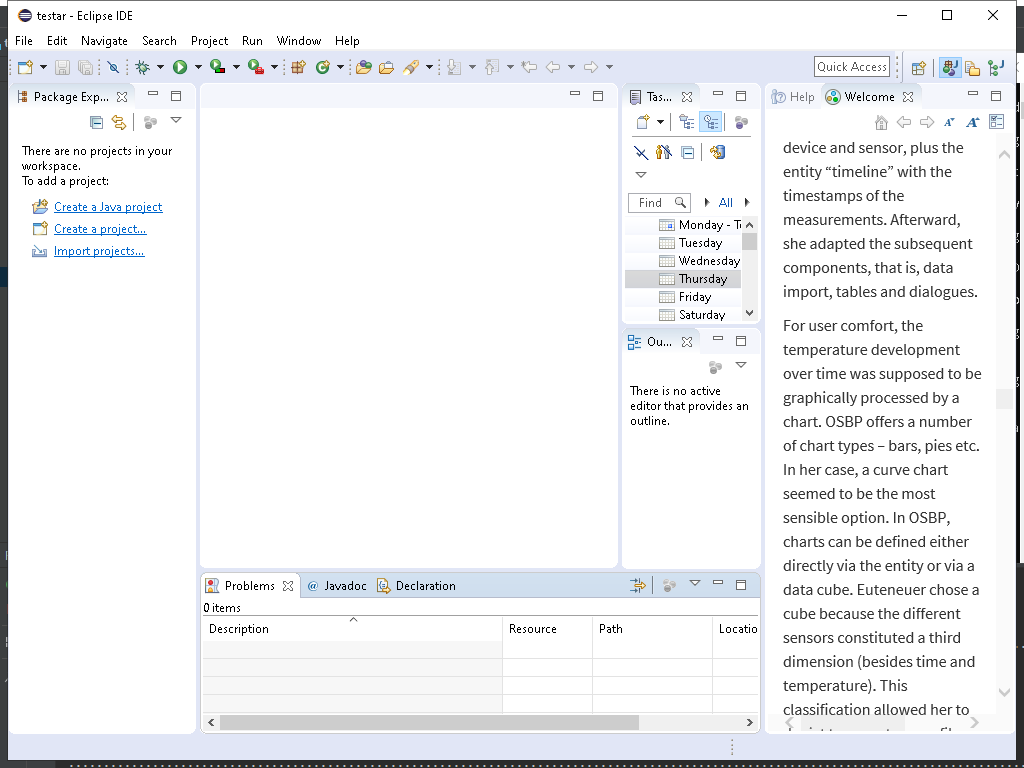 testar - Eclipse IDE
File Edit Navigate Search Project Run Window Help
Quick Access
Package Exp...
There are no projects in your
workspace.
To add a project:
Create a Java project
Create a project...
Import projects...
Tas...
Find
All
Monday - T
Tuesday
Wednesday
Thursday
Friday
Saturday
Ou...
There is no active
editor that provides an
outline.
Problems @ Javadoc Declaration
0 items
Description Resource Path Locatio
Help Welcome
device and sensor, plus the
entity “timeline” with the
timestamps of the
measurements. Afterward,
she adapted the subsequent
components, that is, data
import, tables and dialogues.
For user comfort, the
temperature development
over time was supposed to be
graphically processed by a
chart. OSBP offers a number
of chart types – bars, pies etc.
In her case, a curve chart
seemed to be the most
sensible option. In OSBP,
charts can be defined either
directly via the entity or via a
data cube. Euteneuer chose a
cube because the different
sensors constituted a third
dimension (besides time and
temperature). This
classification allowed her to